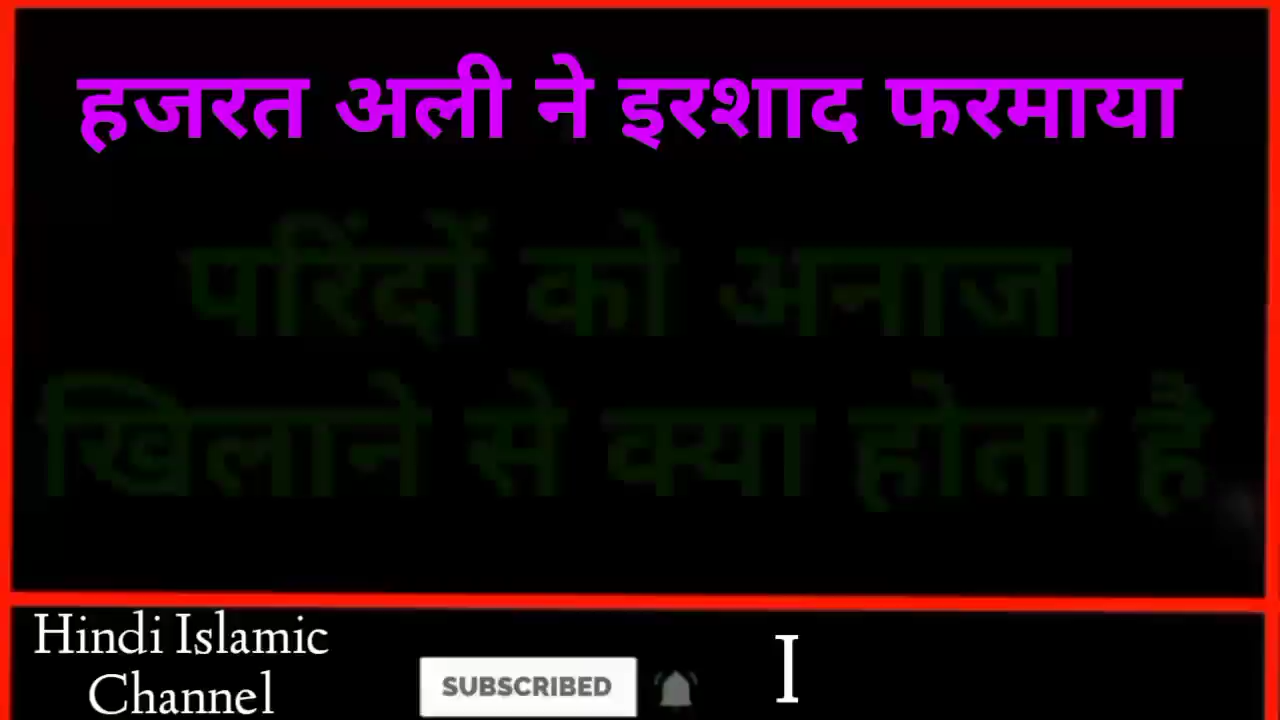 हजरत अली ने इरशाद फरमाया
परिंदों को अनाज
खिलाने से क्या होता है
Hindi Islamic
Channel
SUBSCRIBED
I